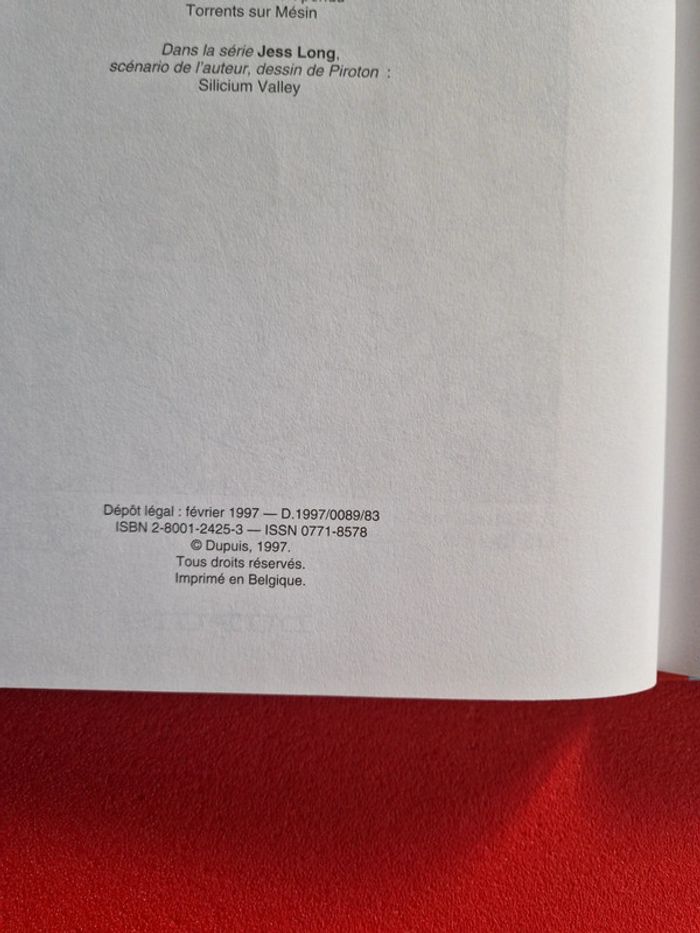 Torrents sur Mésin
Dans la série Jess Long,
scénario de l'auteur, dessin de Piroton :
Silicium Valley
Dépôt légal : février 1997 — D.1997/0089/83
ISBN 2-8001-2425-3 — ISSN 0771-8578
© Dupuis, 1997.
Tous droits réservés.
Imprimé en Belgique.